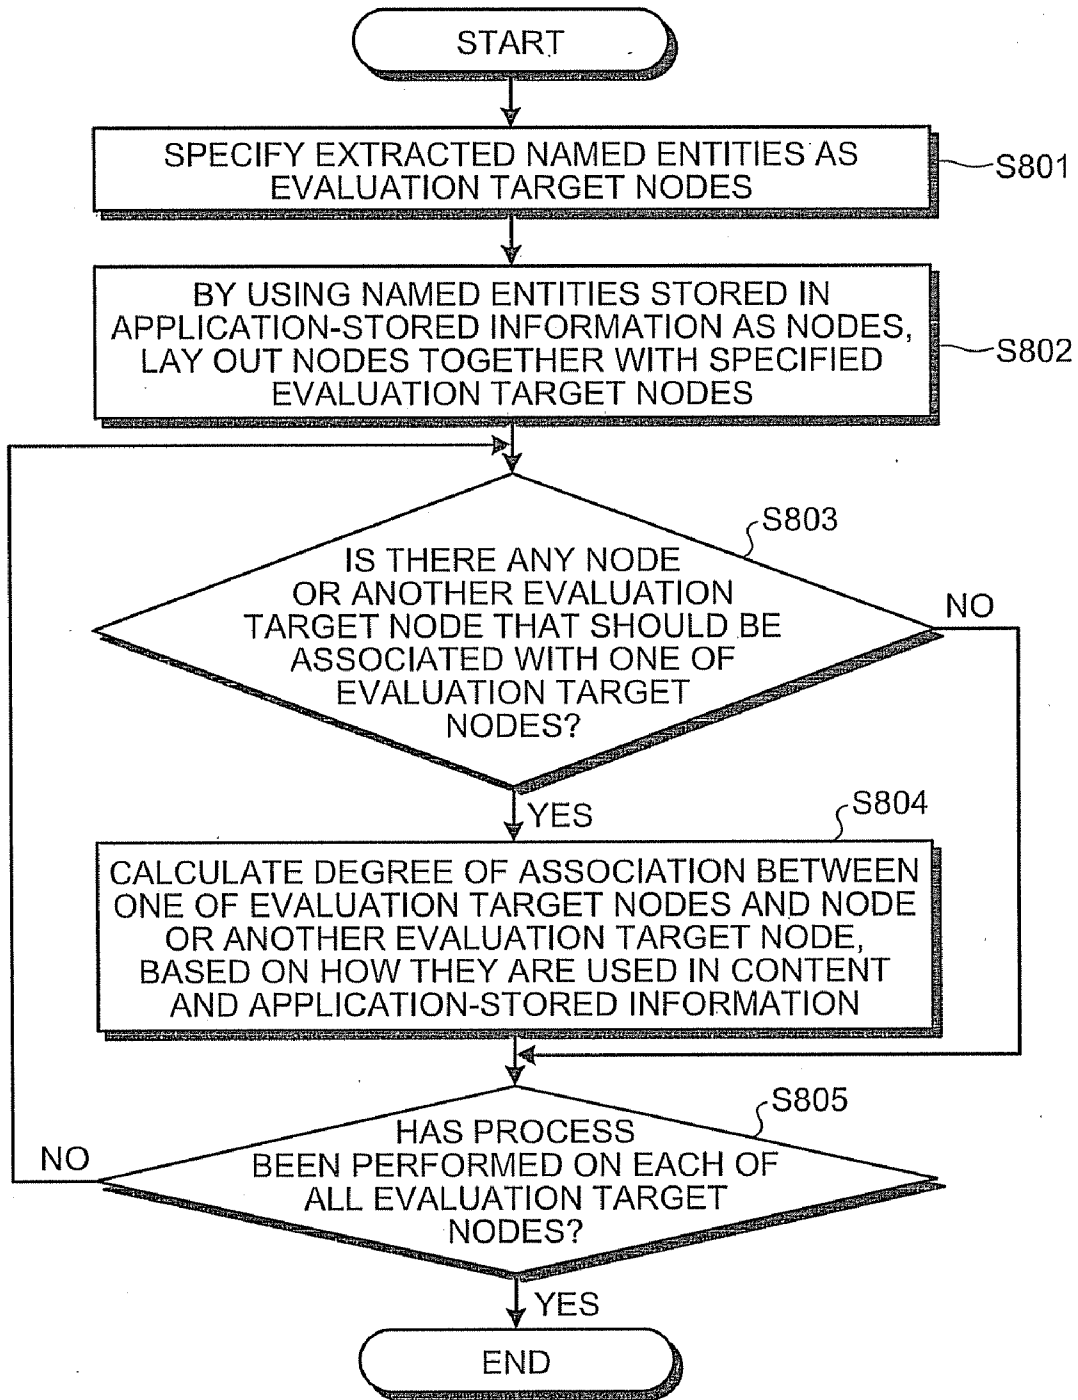 START
SPECIFY EXTRACTED NAMED ENTITIES AS
EVALUATION TARGET NODES
S801
BY USING NAMED ENTITIES STORED IN
APPLICATION-STORED INFORMATION AS NODES,
LAY OUT NODES TOGETHER WITH SPECIFIED
EVALUATION TARGET NODES
S802
S803
IS THERE ANY NODE
OR ANOTHER EVALUATION
TARGET NODE THAT SHOULD BE
ASSOCIATED WITH ONE OF
EVALUATION TARGET
NODES?
NO
YES
S804
CALCULATE DEGREE OF ASSOCIATION BETWEEN
ONE OF EVALUATION TARGET NODES AND NODE
OR ANOTHER EVALUATION TARGET NODE,
BASED ON HOW THEY ARE USED IN CONTENT
AND APPLICATION-STORED INFORMATION
S805
HAS PROCESS
BEEN PERFORMED ON EACH OF
ALL EVALUATION TARGET
NODES?
NO
YES
END